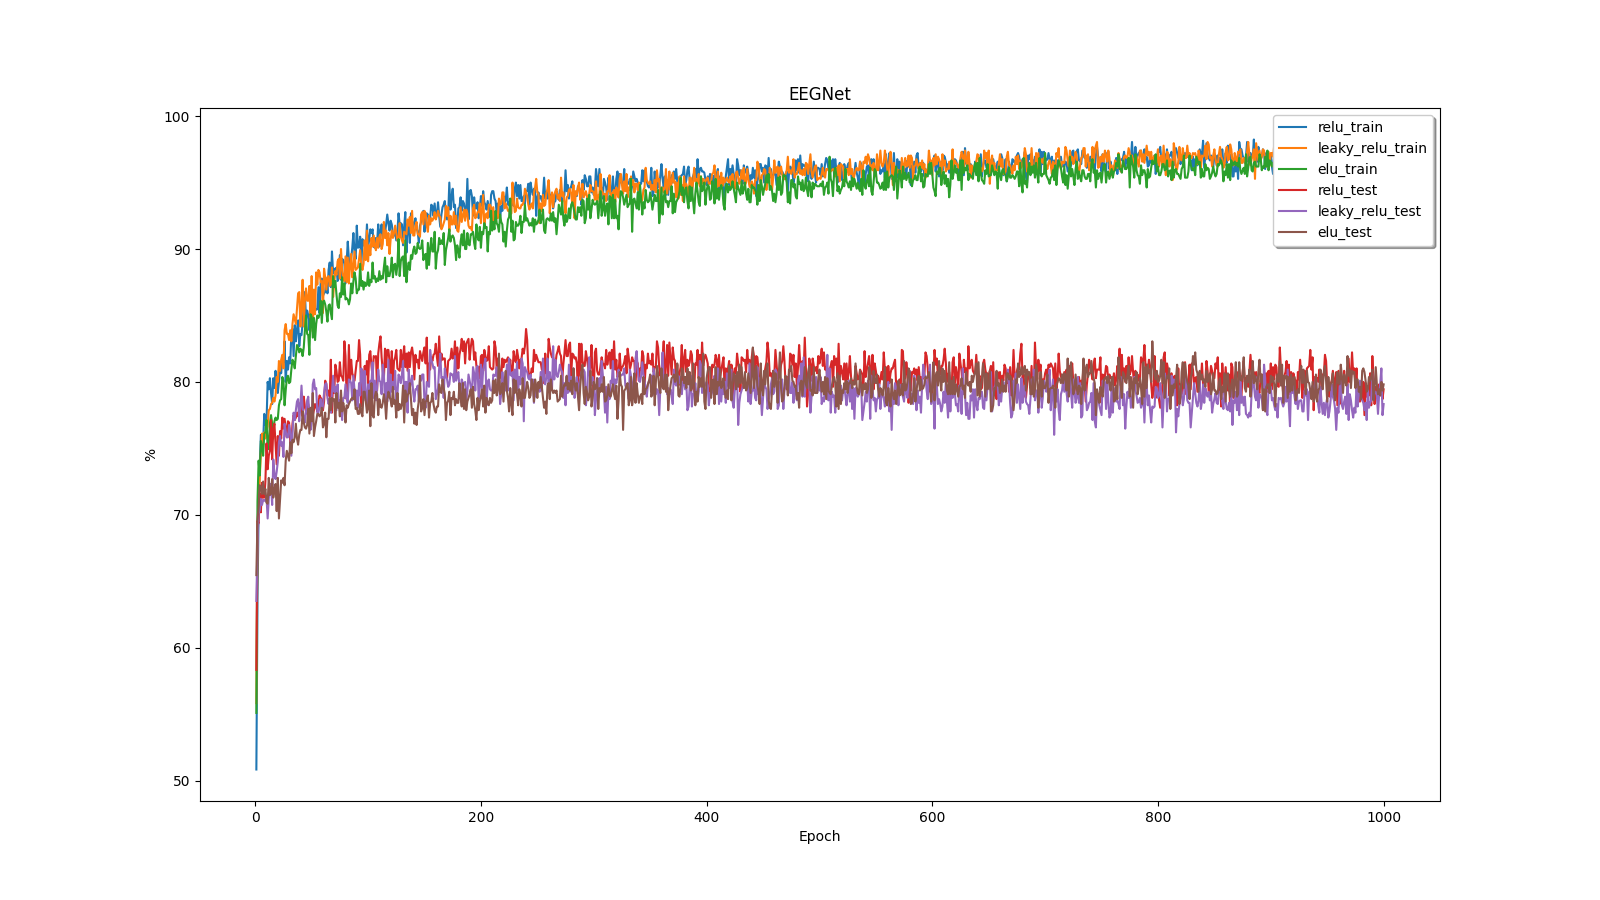 EEGNet
100
90
80
70
60
50
%
0 200 400 600 800 1000
Epoch
relu_train
leaky_relu_train
elu_train
relu_test
leaky_relu_test
elu_test